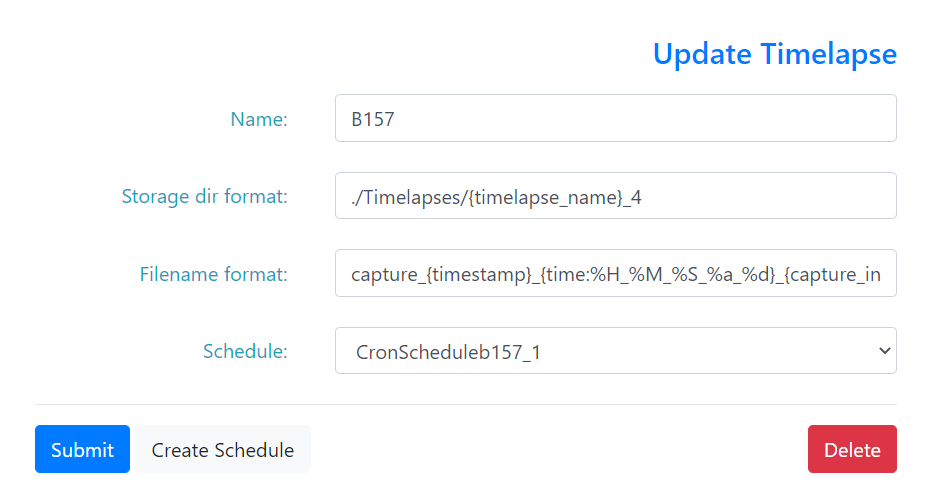 Update Timelapse
Name: B157
Storage dir format: ./Timelapses/{timelapse_name}_4
Filename format: capture_{timestamp}_{time:%H_%M_%S_%a_%d}_{capture_in
Schedule: CronScheduleb157_1
Submit Create Schedule Delete